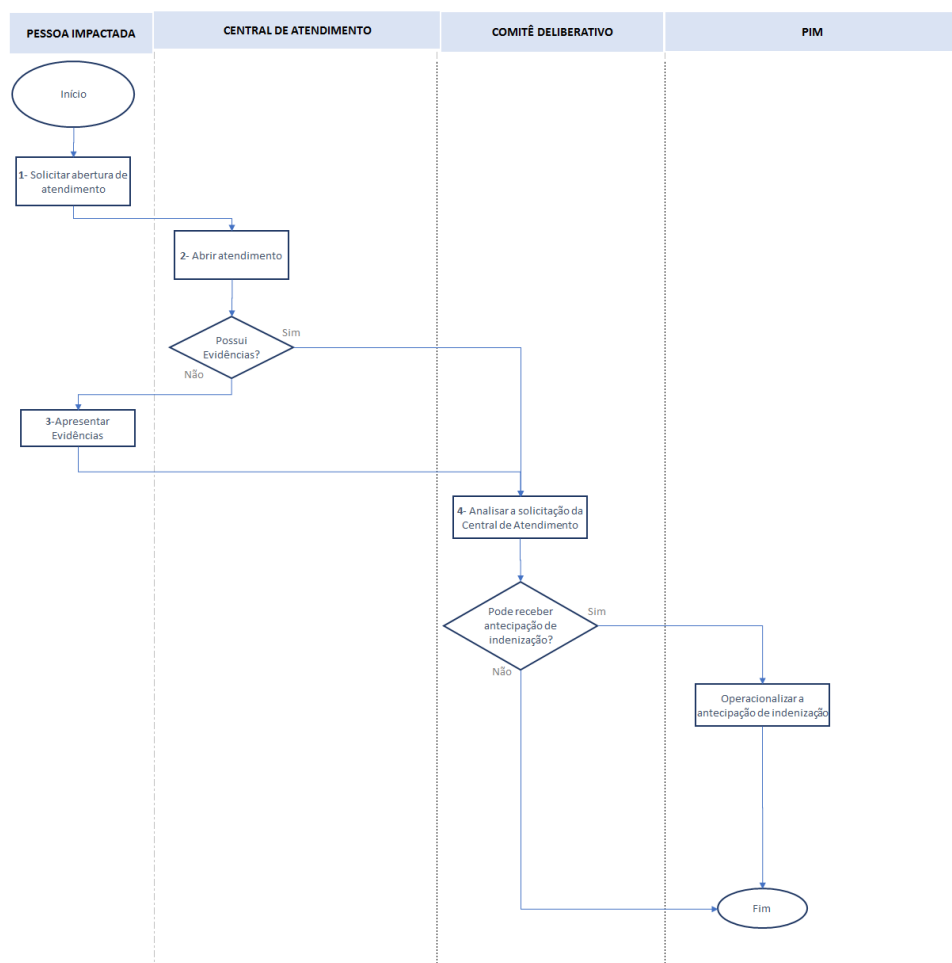 PESSOA IMPACTADA
CENTRAL DE ATENDIMENTO
COMITÊ DELIBERATIVO
PIM
Início
1- Solicitar abertura de
atendimento
2- Abrir atendimento
Possui
Evidências?
Sim
Não
3-Apresentar
Evidências
4- Analisar a solicitação da
Central de Atendimento
Pode receber
antecipação de
indenização?
Sim
Não
Operacionalizar a
antecipação de indenização
Fim